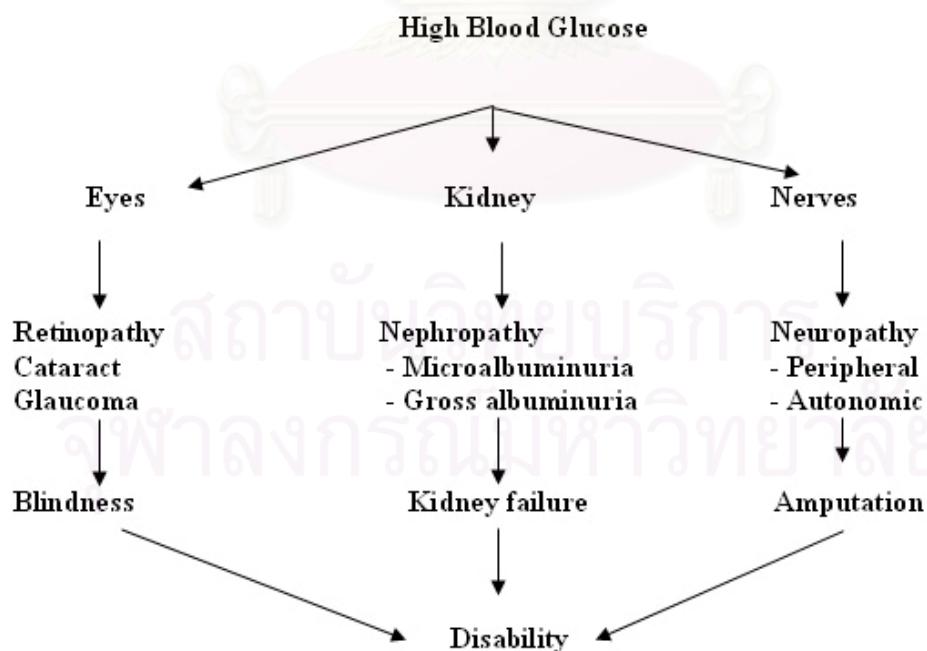 High Blood Glucose
Eyes Kidney Nerves
Retinopathy Nephropathy Neuropathy
Cataract - Microalbuminuria - Peripheral
Glaucoma - Gross albuminuria - Autonomic
Blindness Kidney failure Amputation
Disability
สถาบันวิทยบริการ
จุฬาลงกรณ์มหาวิทยาลัย